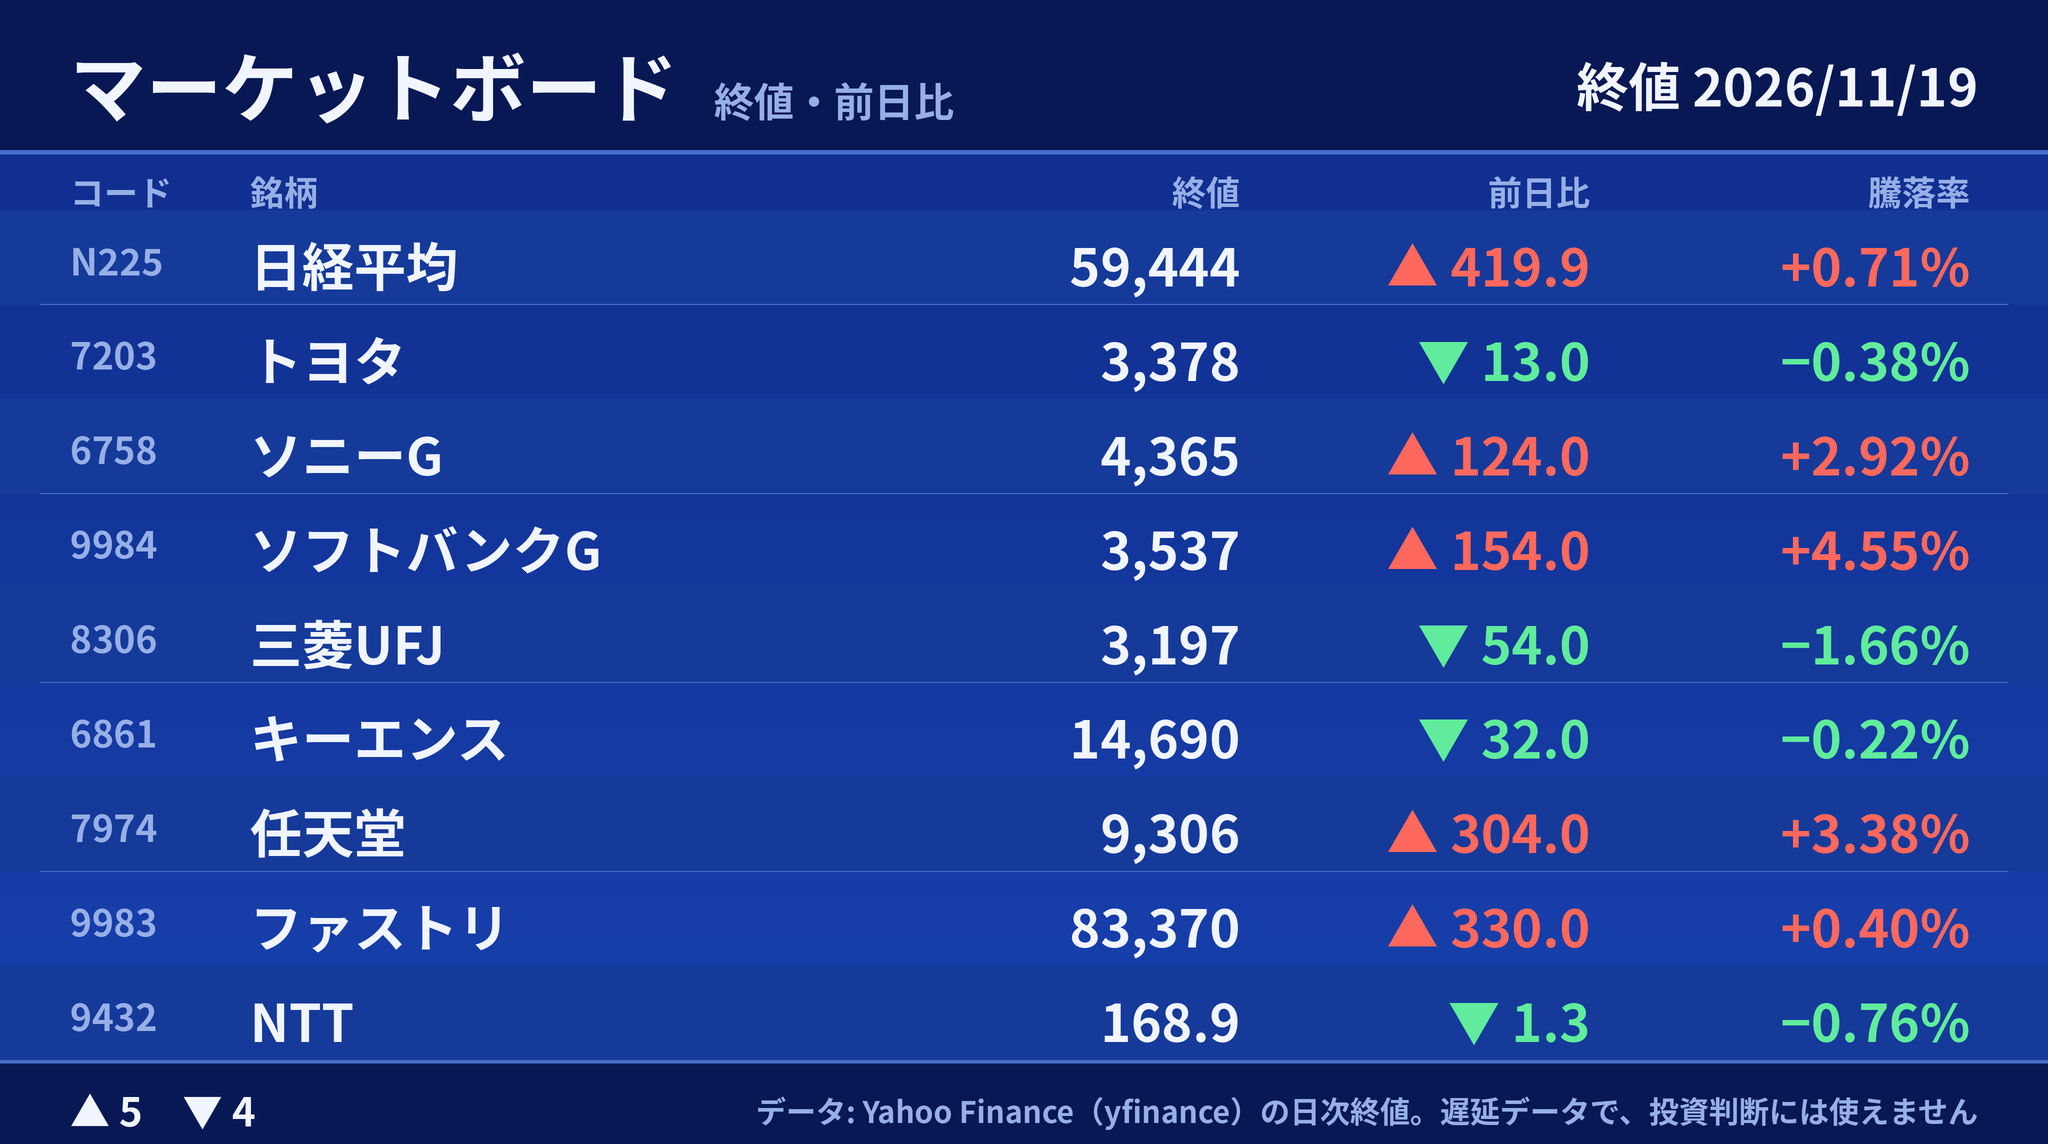 マーケットボード 終値・前日比 終値 2026/11/19
コード 銘柄 終値 前日比 騰落率
N225 日経平均 59,444 ▲ 419.9 +0.71%
7203 トヨタ 3,378 ▼ 13.0 −0.38%
6758 ソニーG 4,365 ▲ 124.0 +2.92%
9984 ソフトバンクG 3,537 ▲ 154.0 +4.55%
8306 三菱UFJ 3,197 ▼ 54.0 −1.66%
6861 キーエンス 14,690 ▼ 32.0 −0.22%
7974 任天堂 9,306 ▲ 304.0 +3.38%
9983 ファストリ 83,370 ▲ 330.0 +0.40%
9432 NTT 168.9 ▼ 1.3 −0.76%
▲ 5 ▼ 4 データ: Yahoo Finance（yfinance）の日次終値。遅延データで、投資判断には使えません